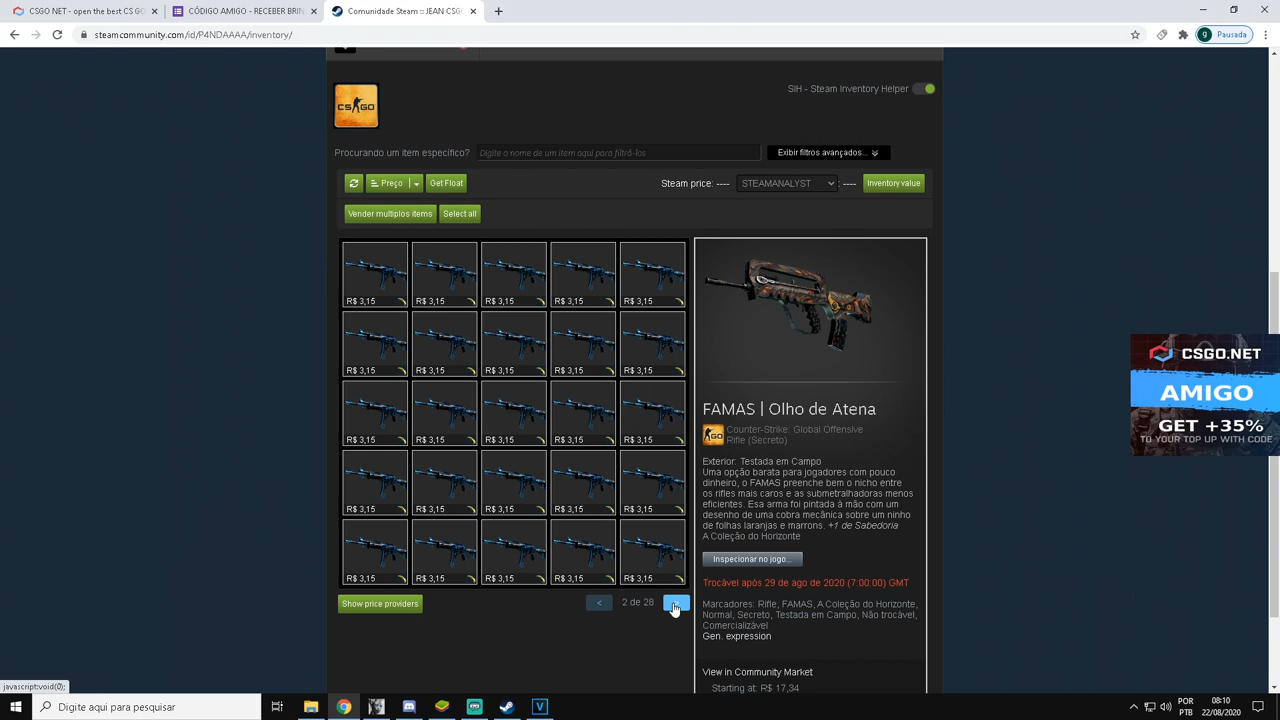 CSGO NET - open the best CS GO
CÓDIGO AMIGO - RECEBER BRIN
Comunidade Steam :: JEAN CSGO
steamcommunity.com/id/P4NDAAAA/inventory/
g Pausada
CS GO
SIH - Steam Inventory Helper
Procurando um item específico? Digite o nome de um item aqui para filtrá-los Exibir filtros avançados...
Preço Get Float Steam price: ---- STEAMANALYST : ---- Inventory value
Vender multiplos items Select all
R$ 3,15 R$ 3,15 R$ 3,15 R$ 3,15 R$ 3,15
R$ 3,15 R$ 3,15 R$ 3,15 R$ 3,15 R$ 3,15
R$ 3,15 R$ 3,15 R$ 3,15 R$ 3,15 R$ 3,15
R$ 3,15 R$ 3,15 R$ 3,15 R$ 3,15 R$ 3,15
R$ 3,15 R$ 3,15 R$ 3,15 R$ 3,15 R$ 3,15
Show price providers < 2 de 28
FAMAS | Olho de Atena
Counter-Strike: Global Offensive
Rifle (Secreto)
Exterior: Testada em Campo
Uma opção barata para jogadores com pouco
dinheiro, o FAMAS preenche bem o nicho entre
os rifles mais caros e as submetralhadoras menos
eficientes. Esa arma foi pintada à mão com um
desenho de uma cobra mecânica sobre um ninho
de folhas laranjas e marrons. +1 de Sabedoria
A Coleção do Horizonte
Inspecionar no jogo...
Trocável após 29 de ago de 2020 (7:00:00) GMT
Marcadores: Rifle, FAMAS, A Coleção do Horizonte,
Normal, Secreto, Testada em Campo, Não trocável,
Comercializável
Gen. expression
View in Community Market
Starting at: R$ 17,34
CSGO.NET
AMIGO
GET +35%
TO YOUR TOP UP WITH CODE
javascript:void(0);
Digite aqui para pesquisar
POR
PTB
08:10
22/08/2020